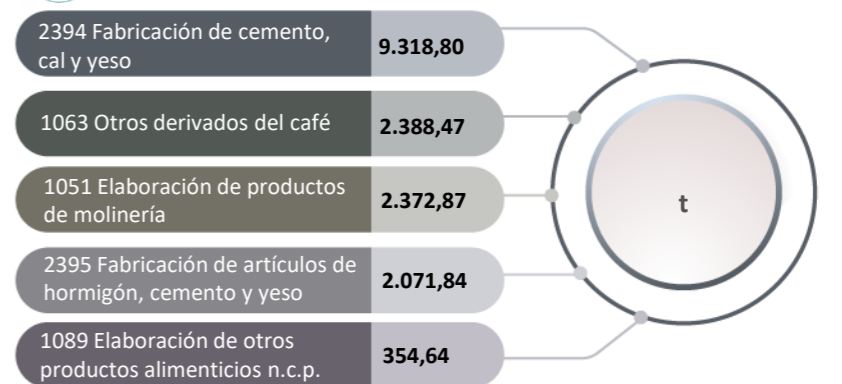 2394 Fabricación de cemento,
cal y yeso
9.318,80
1063 Otros derivados del café
2.388,47
1051 Elaboración de productos
de molinería
2.372,87
2395 Fabricación de artículos de
hormigón, cemento y yeso
2.071,84
1089 Elaboración de otros
productos alimenticios n.c.p.
354,64
t